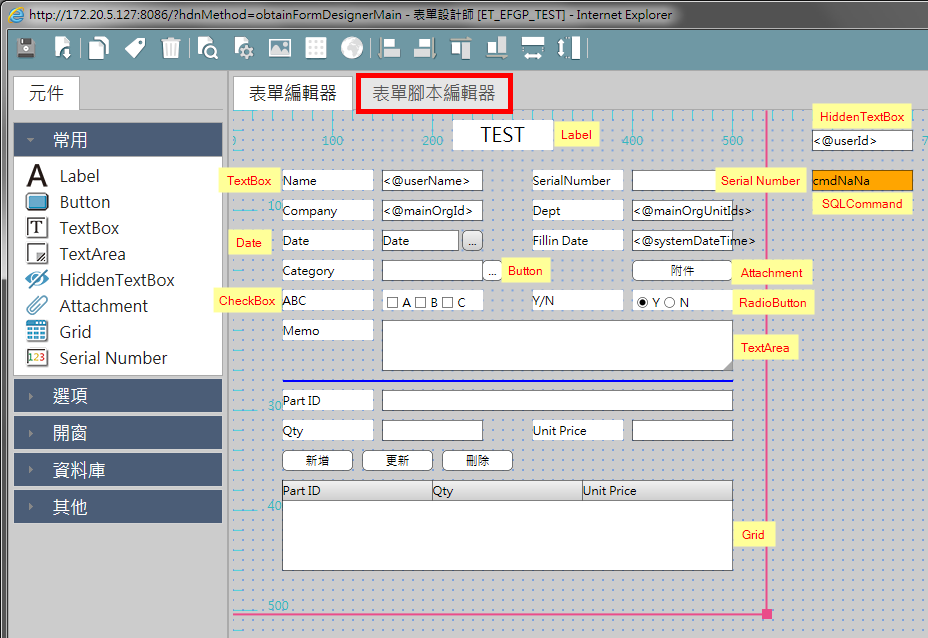 http://172.20.5.127:8086/?hdnMethod=obtainFormDesignerMain - 表單設計師 [ET_EFGP_TEST] - Internet Explorer
元件
表單編輯器
表單腳本編輯器
常用
Label
Button
TextBox
TextArea
HiddenTextBox
Attachment
Grid
123 Serial Number
選項
開窗
資料庫
其他
100 200 400 500
TEST Label
HiddenTextBox
<@userId>
TextBox Name <@userName> SerialNumber Serial Number cmdNaNa
SQLCommand
Company <@mainOrgId> Dept <@mainOrgUnitIds>
Date Date Date ... Fillin Date <@systemDateTime>
Category ... Button 附件 Attachment
CheckBox ABC A B C Y/N Y N RadioButton
Memo TextArea
Part ID
Qty Unit Price
新增 更新 刪除
Part ID Qty Unit Price
Grid
500